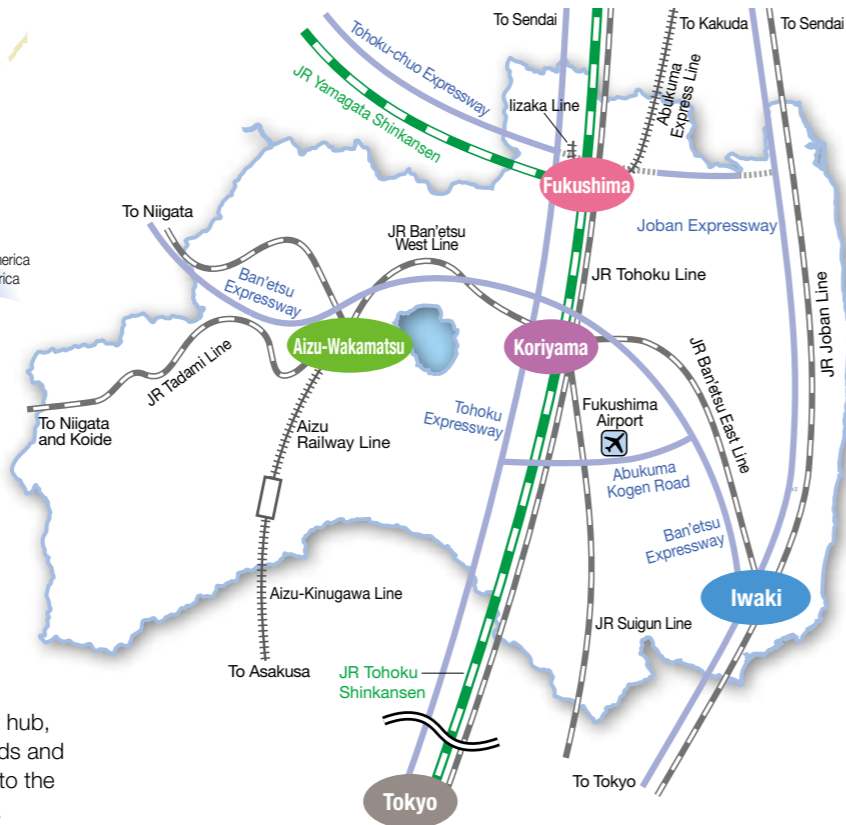 To Sendai
To Kakuda
To Sendai
Tohoku-chuo Expressway
JR Yamagata Shinkansen
Iizaka Line
Abukuma
Express Line
Fukushima
To Niigata
JR Ban'etsu
West Line
Joban Expressway
merica
rica
Ban'etsu
Expressway
JR Tohoku Line
JR Joban Line
Aizu-Wakamatsu
Koriyama
JR Tadami Line
JR Ban'etsu East Line
To Niigata
and Koide
Aizu
Railway Line
Tohoku
Expressway
Fukushima
Airport
Abukuma
Kogen Road
Ban'etsu
Expressway
Aizu-Kinugawa Line
Iwaki
JR Suigun Line
To Asakusa
JR Tohoku
Shinkansen
t hub,
ds and
to the
To Tokyo
Tokyo